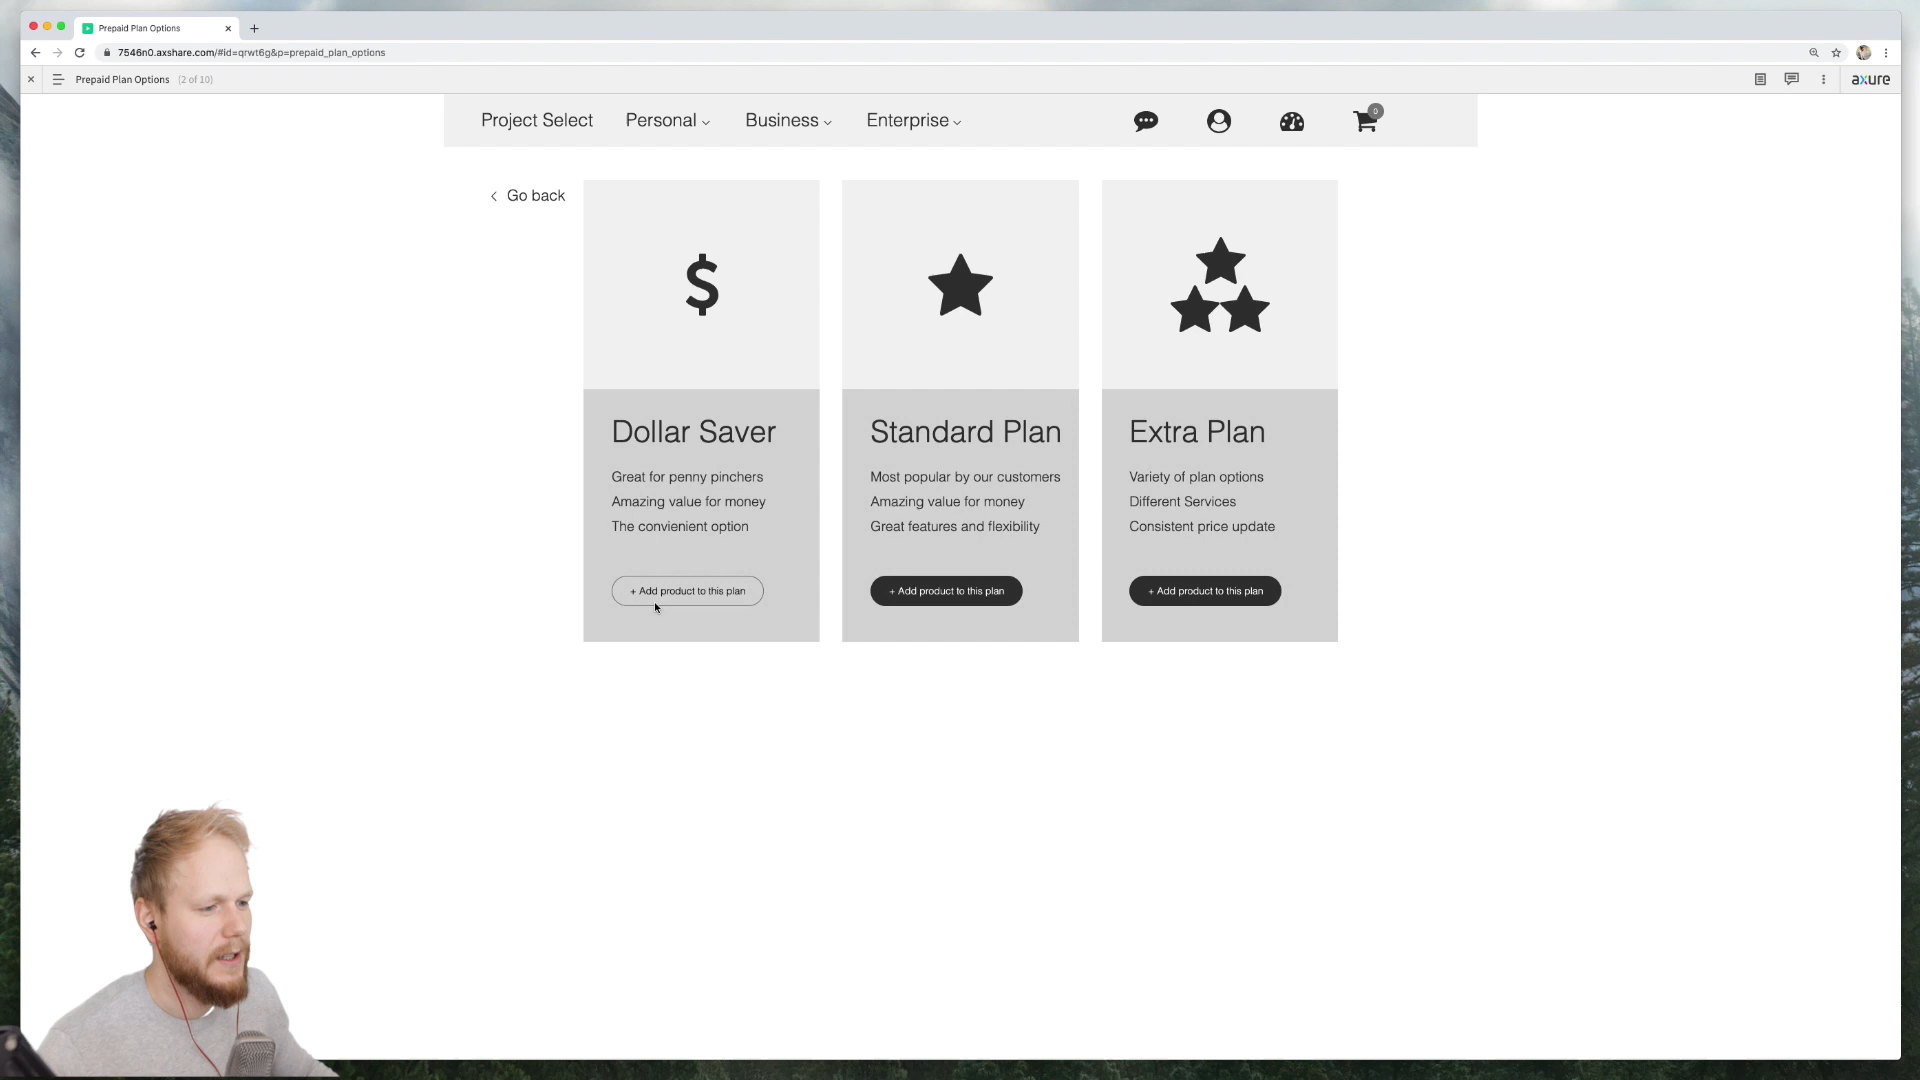 Prepaid Plan Options
7546n0.axshare.com/#id=qrwt6g&p=prepaid_plan_options
Prepaid Plan Options (2 of 10)
axure
Project Select Personal Business Enterprise
0
Go back
$
Dollar Saver
Great for penny pinchers
Amazing value for money
The convienient option
+ Add product to this plan
Standard Plan
Most popular by our customers
Amazing value for money
Great features and flexibility
+ Add product to this plan
Extra Plan
Variety of plan options
Different Services
Consistent price update
+ Add product to this plan